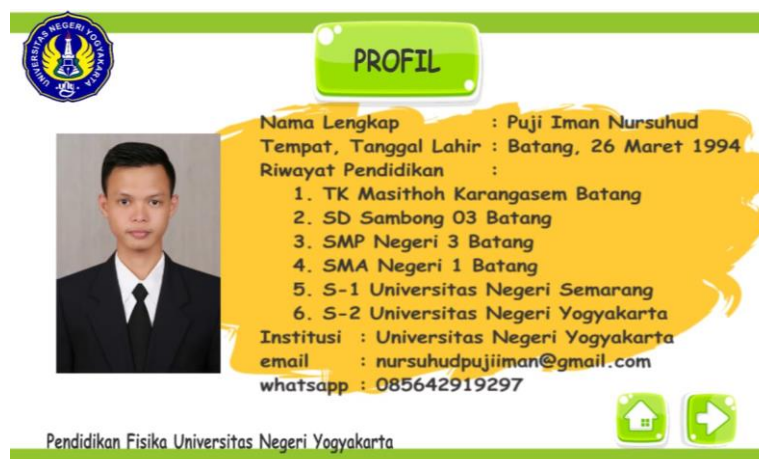 UNIVERSITAS NEGERI YOGYAKARTA
PROFIL
Nama Lengkap : Puji Iman Nursuhud
Tempat, Tanggal Lahir : Batang, 26 Maret 1994
Riwayat Pendidikan :
1. TK Masithoh Karangasem Batang
2. SD Sambong 03 Batang
3. SMP Negeri 3 Batang
4. SMA Negeri 1 Batang
5. S-1 Universitas Negeri Semarang
6. S-2 Universitas Negeri Yogyakarta
Institusi : Universitas Negeri Yogyakarta
email : nursuhudpujiiman@gmail.com
whatsapp : 085642919297
Pendidikan Fisika Universitas Negeri Yogyakarta